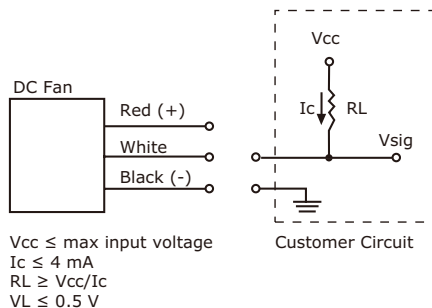 Vcc
DC Fan
Ic
RL
Red (+)
Vsig
White
Black (-)
Vcc ≤ max input voltage
Customer Circuit
Ic ≤ 4 mA
RL ≥ Vcc/Ic
VL ≤ 0.5 V